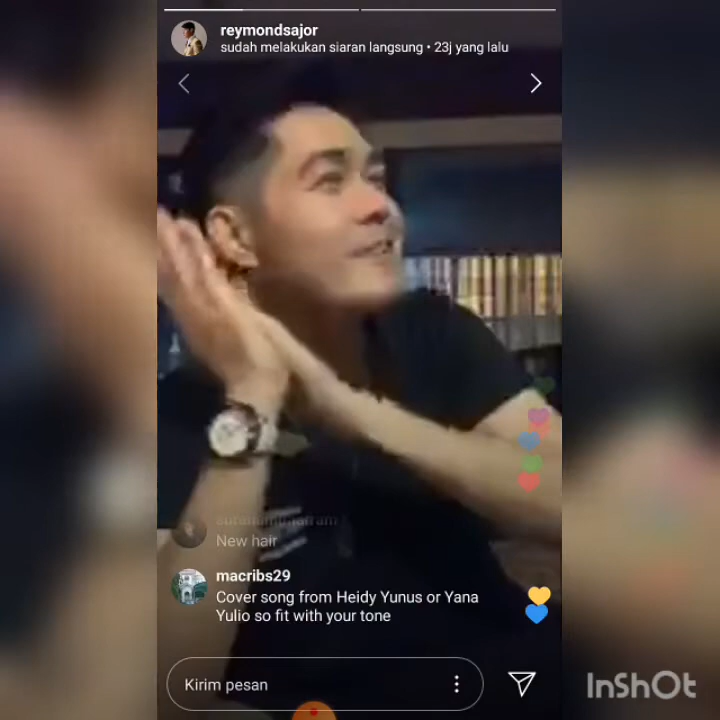 reymondsajor
sudah melakukan siaran langsung • 23j yang lalu
New hair
macribs29
Cover song from Heidy Yunus or Yana
Yulio so fit with your tone
Kirim pesan
InShOt